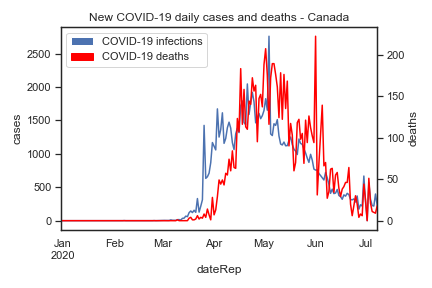 New COVID-19 daily cases and deaths - Canada
COVID-19 infections
COVID-19 deaths
2500
2000
1500
1000
500
0
cases
200
150
100
50
0
deaths
Jan Feb Mar Apr May Jun Jul
2020
dateRep